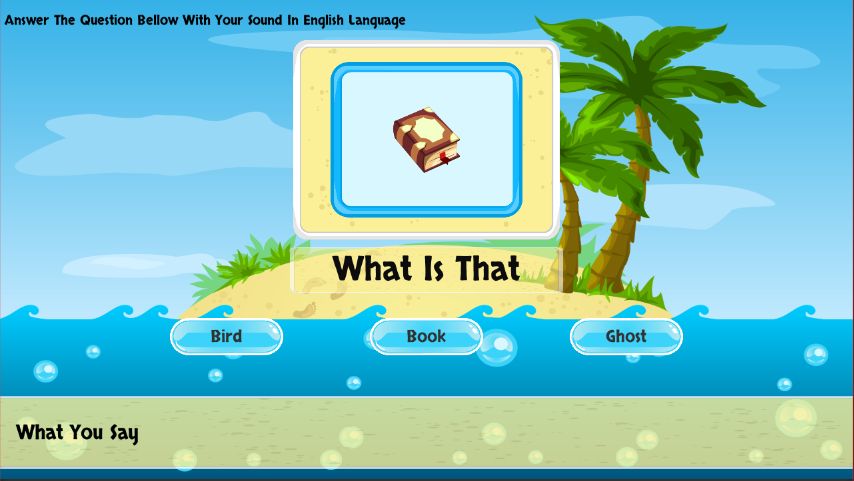 Answer The Question Bellow With Your Sound In English Language
What Is That
Bird
Book
Ghost
What You Say